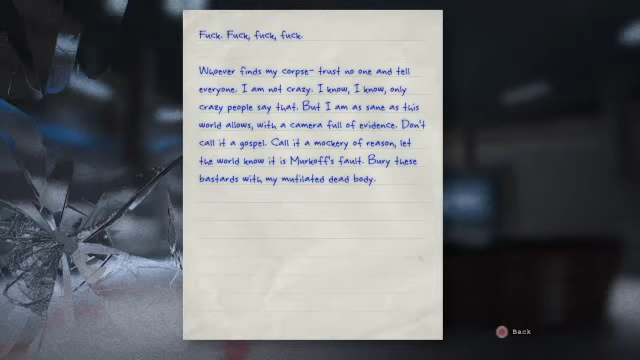 Fuck. Fuck, fuck, fuck.
Whoever finds my corpse- trust no one and tell
everyone. I am not crazy. I know, I know, only
crazy people say that. But I am as sane as this
world allows, with a camera full of evidence. Don't
call it a gospel. Call it a mockery of reason, let
the world know it is Murkoff's fault. Bury these
bastards with my mutilated dead body.
Back